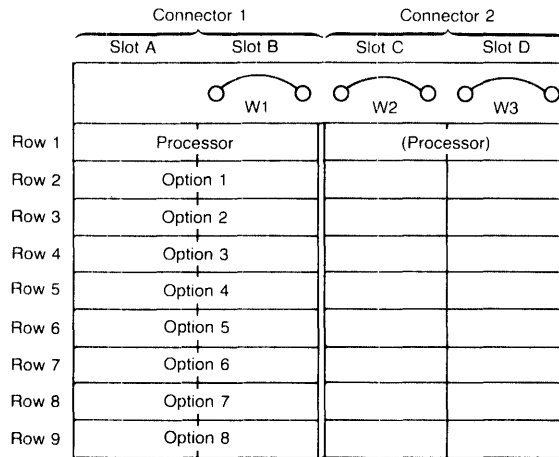 Connector 1 Connector 2
Slot A Slot B Slot C Slot D
W1 W2 W3
Row 1 Processor (Processor)
Row 2 Option 1
Row 3 Option 2
Row 4 Option 3
Row 5 Option 4
Row 6 Option 5
Row 7 Option 6
Row 8 Option 7
Row 9 Option 8